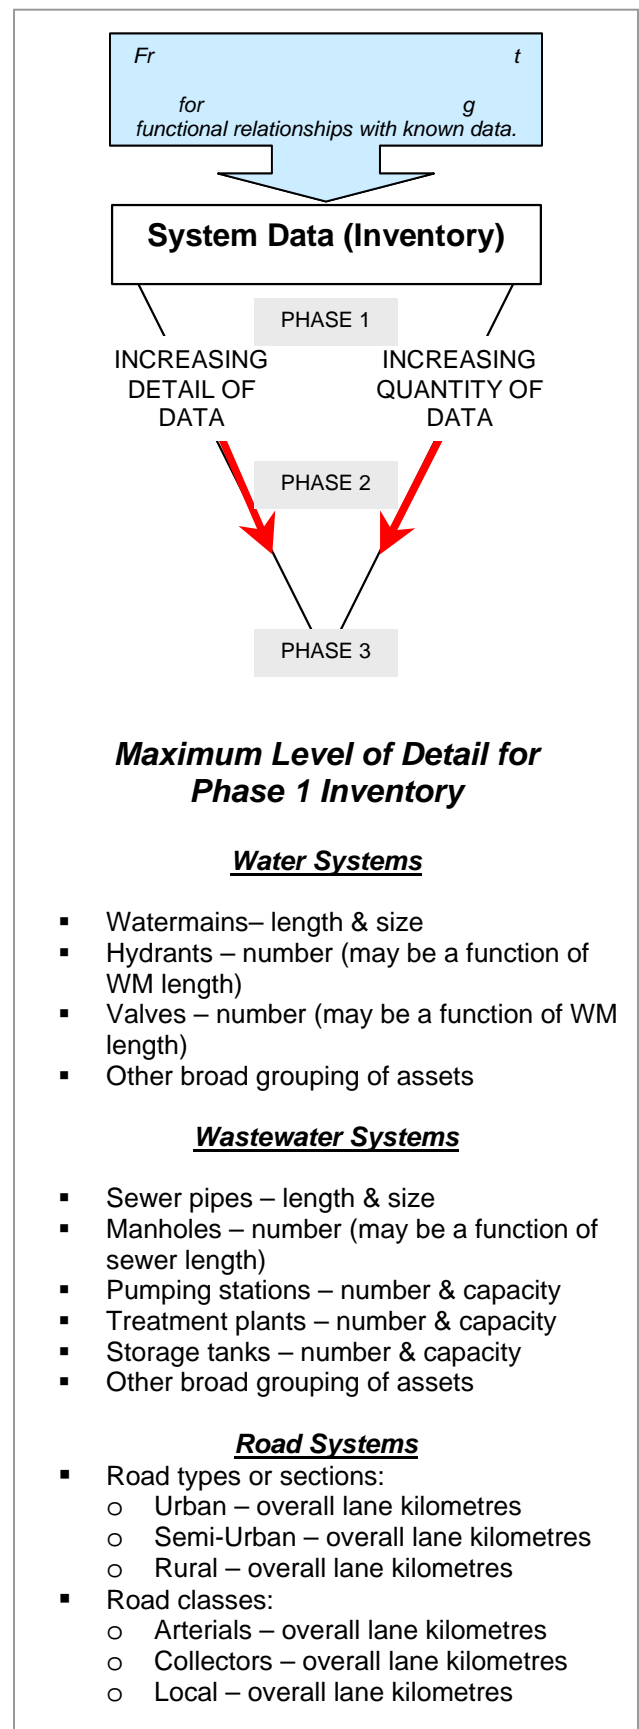 Fr t
for g
functional relationships with known data.
System Data (Inventory)
PHASE 1
INCREASING
DETAIL OF
DATA
INCREASING
QUANTITY OF
DATA
PHASE 2
PHASE 3
Maximum Level of Detail for
Phase 1 Inventory
Water Systems
▪ Watermains– length & size
▪ Hydrants – number (may be a function of
WM length)
▪ Valves – number (may be a function of WM
length)
▪ Other broad grouping of assets
Wastewater Systems
▪ Sewer pipes – length & size
▪ Manholes – number (may be a function of
sewer length)
▪ Pumping stations – number & capacity
▪ Treatment plants – number & capacity
▪ Storage tanks – number & capacity
▪ Other broad grouping of assets
Road Systems
▪ Road types or sections:
o Urban – overall lane kilometres
o Semi-Urban – overall lane kilometres
o Rural – overall lane kilometres
▪ Road classes:
o Arterials – overall lane kilometres
o Collectors – overall lane kilometres
o Local – overall lane kilometres